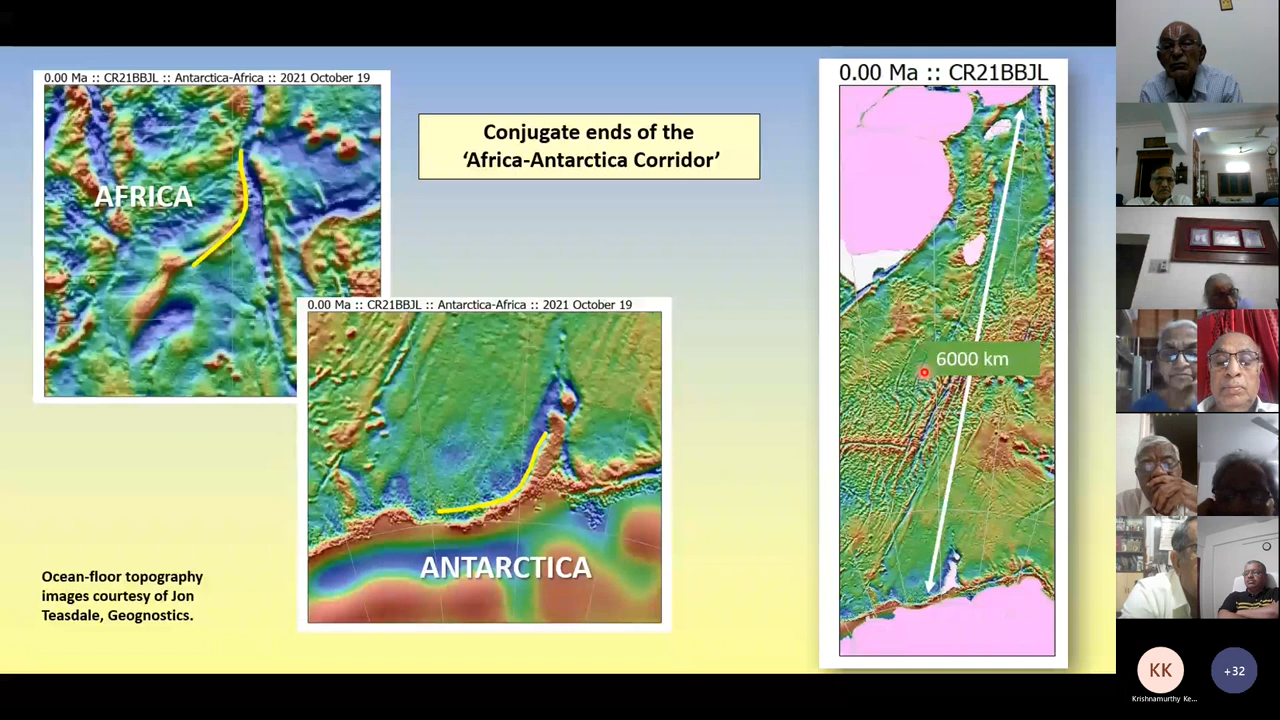 0.00 Ma :: CR21BBJL :: Antarctica-Africa :: 2021 October 19
AFRICA
Conjugate ends of the
‘Africa-Antarctica Corridor’
0.00 Ma :: CR21BBJL
6000 km
0.00 Ma :: CR21BBJL :: Antarctica-Africa :: 2021 October 19
ANTARCTICA
Ocean-floor topography
images courtesy of Jon
Teasdale, Geognostics.
KK
+32
Krishnamurthy Ke...